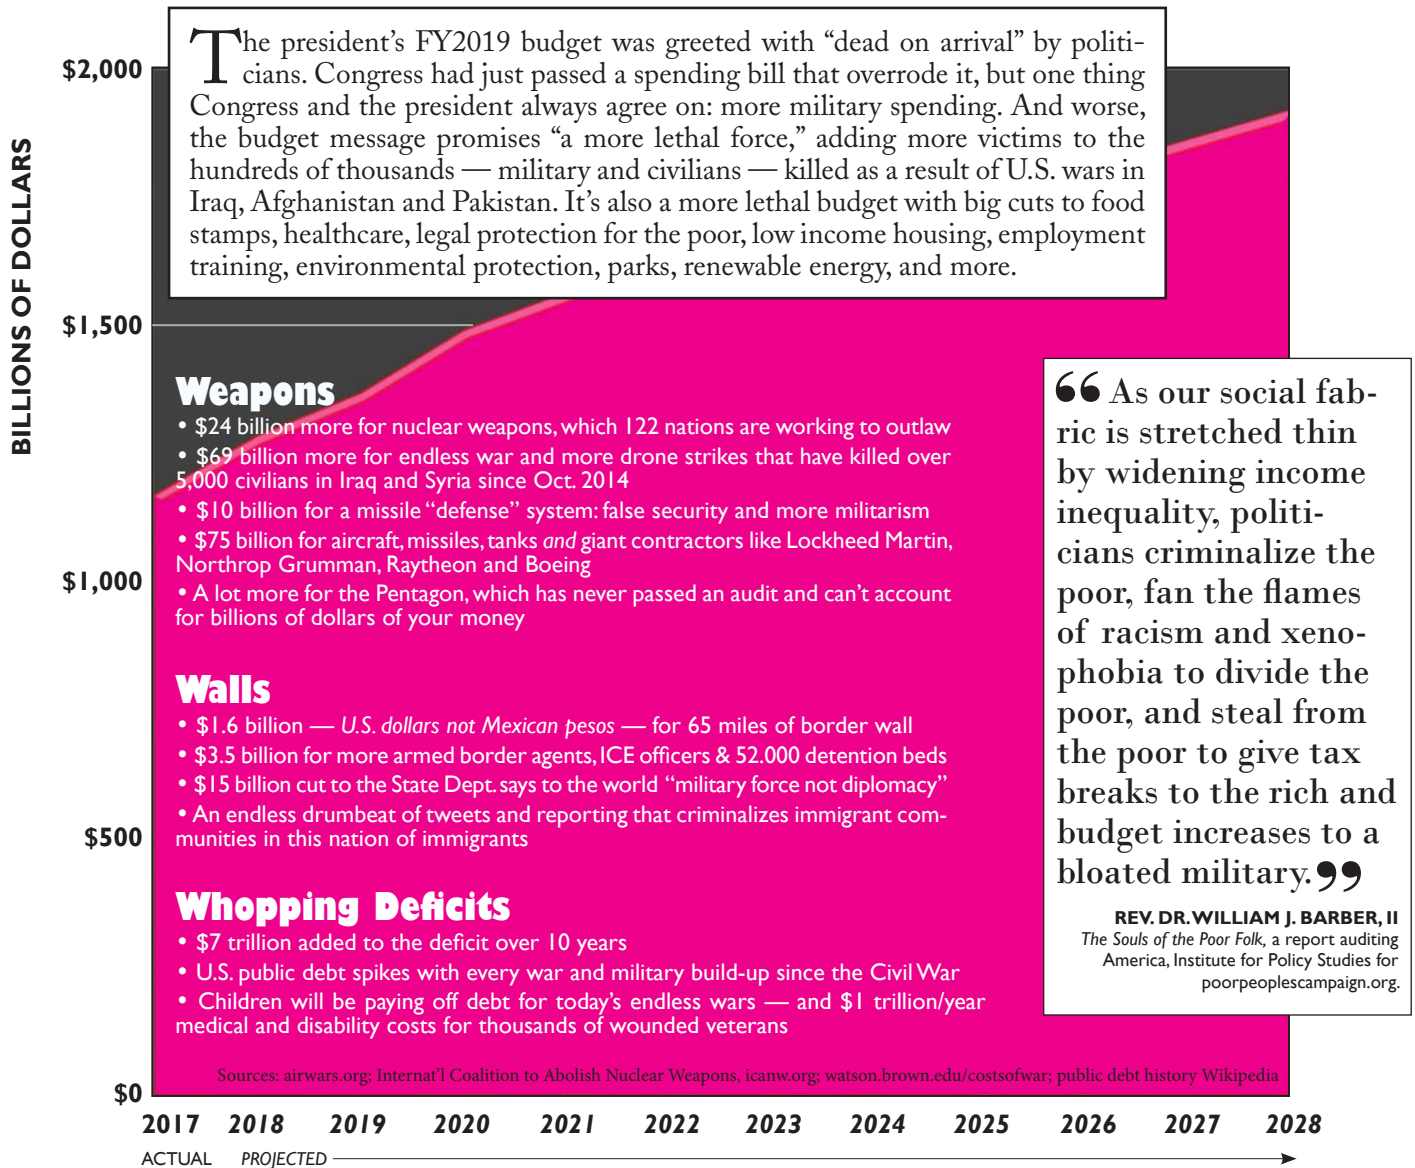 The president’s FY2019 budget was greeted with “dead on arrival” by politi-
cians. Congress had just passed a spending bill that overrode it, but one thing
Congress and the president always agree on: more military spending. And worse,
the budget message promises “a more lethal force,” adding more victims to the
hundreds of thousands — military and civilians — killed as a result of U.S. wars in
Iraq, Afghanistan and Pakistan. It’s also a more lethal budget with big cuts to food
stamps, healthcare, legal protection for the poor, low income housing, employment
training, environmental protection, parks, renewable energy, and more.
BILLIONS OF DOLLARS
$2,000
$1,500
$1,000
$500
$0
Weapons
• $24 billion more for nuclear weapons, which 122 nations are working to outlaw
• $69 billion more for endless war and more drone strikes that have killed over
5,000 civilians in Iraq and Syria since Oct. 2014
• $10 billion for a missile “defense” system: false security and more militarism
• $75 billion for aircraft, missiles, tanks and giant contractors like Lockheed Martin,
Northrop Grumman, Raytheon and Boeing
• A lot more for the Pentagon, which has never passed an audit and can’t account
for billions of dollars of your money
Walls
• $1.6 billion — U.S. dollars not Mexican pesos — for 65 miles of border wall
• $3.5 billion for more armed border agents, ICE officers & 52.000 detention beds
• $15 billion cut to the State Dept. says to the world “military force not diplomacy”
• An endless drumbeat of tweets and reporting that criminalizes immigrant com-
munities in this nation of immigrants
Whopping Deficits
• $7 trillion added to the deficit over 10 years
• U.S. public debt spikes with every war and military build-up since the Civil War
• Children will be paying off debt for today’s endless wars — and $1 trillion/year
medical and disability costs for thousands of wounded veterans
Sources: airwars.org; Internat’l Coalition to Abolish Nuclear Weapons, icanw.org; watson.brown.edu/costsofwar; public debt history Wikipedia
“As our social fab-
ric is stretched thin
by widening income
inequality, politi-
cians criminalize the
poor, fan the flames
of racism and xeno-
phobia to divide the
poor, and steal from
the poor to give tax
breaks to the rich and
budget increases to a
bloated military.”
REV. DR. WILLIAM J. BARBER, II
The Souls of the Poor Folk, a report auditing
America, Institute for Policy Studies for
poorpeoplescampaign.org.
2017 2018 2019 2020 2021 2022 2023 2024 2025 2026 2027 2028
ACTUAL PROJECTED